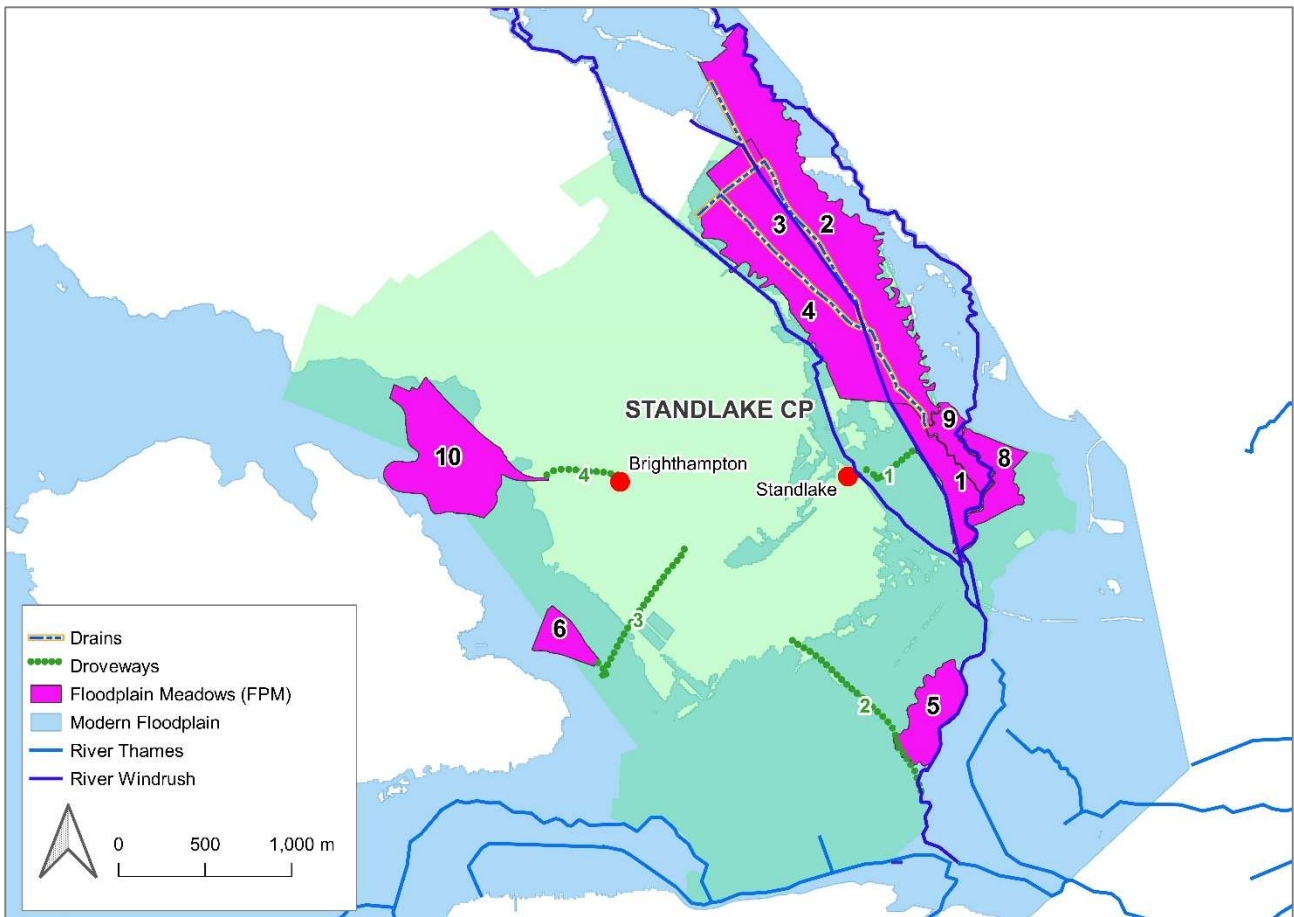 2
3
4
STANDLAKE CP
9
10
Brighthampton
8
4
Standlake
1
1
6
3
5
2
Drains
Droveways
Floodplain Meadows (FPM)
Modern Floodplain
River Thames
River Windrush
0 500 1,000 m